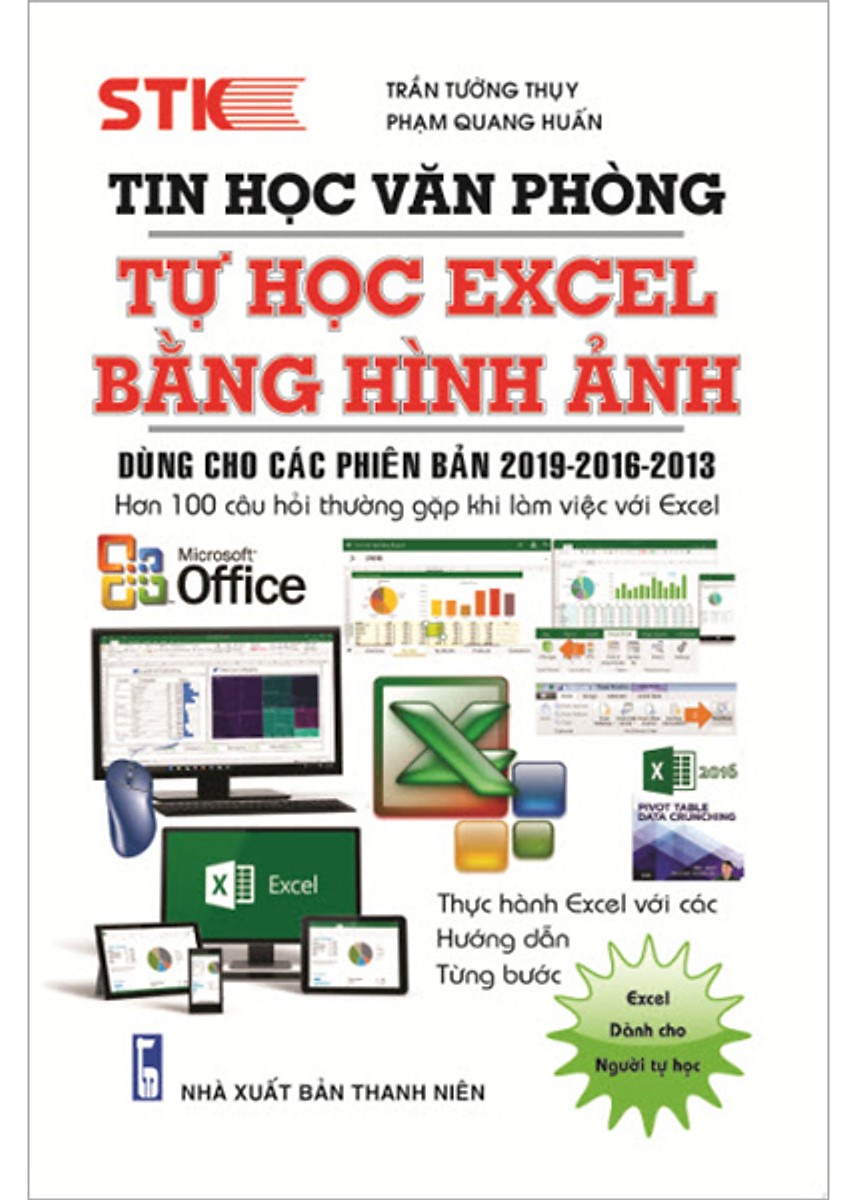 STK
TRẦN TƯỜNG THỤY
PHẠM QUANG HUẤN
TIN HỌC VĂN PHÒNG
TỰ HỌC EXCEL
BẰNG HÌNH ẢNH
DÙNG CHO CÁC PHIÊN BẢN 2019-2016-2013
Hơn 100 câu hỏi thường gặp khi làm việc với Excel
Microsoft
Office
2016
PIVOT TABLE
DATA CRUNCHING
Excel
Thực hành Excel với các
Hướng dẫn
Từng bước
Excel
Dành cho
Người tự học
NHÀ XUẤT BẢN THANH NIÊN